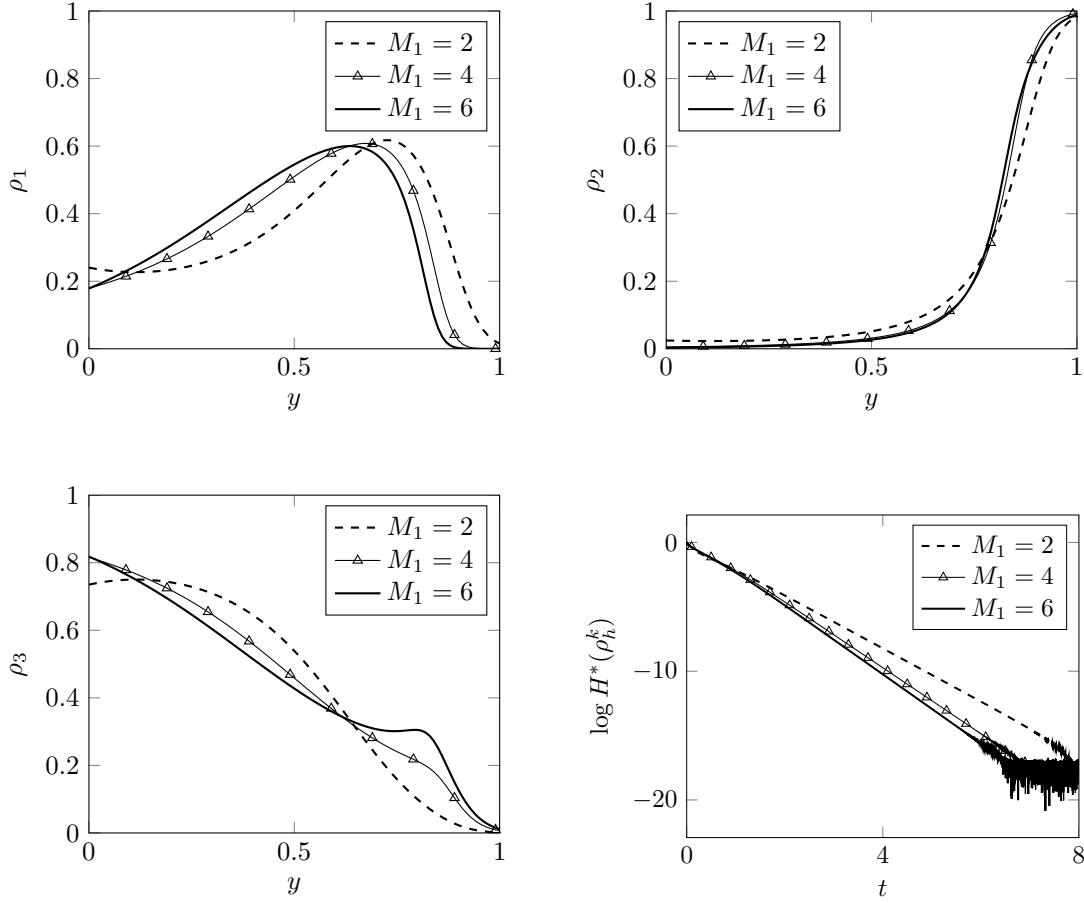 1
0.8
0.6
0.4
0.2
0
0
0.5
1
y
ρ₁
M₁ = 2
M₁ = 4
M₁ = 6
1
0.8
0.6
0.4
0.2
0
0
0.5
1
y
ρ₂
M₁ = 2
M₁ = 4
M₁ = 6
1
0.8
0.6
0.4
0.2
0
0
0.5
1
y
ρ₃
M₁ = 2
M₁ = 4
M₁ = 6
0
−10
−20
0
4
8
t
log H*(ρₕᵏ)
M₁ = 2
M₁ = 4
M₁ = 6